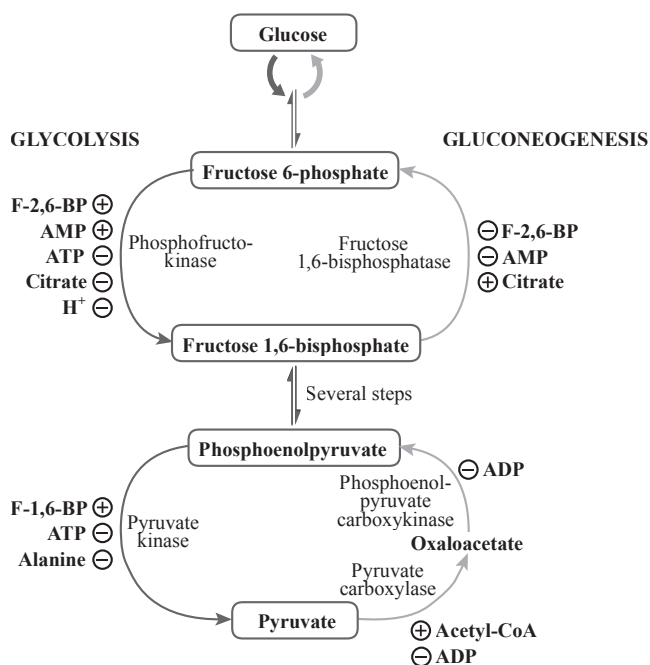 Glucose
GLYCOLYSIS
GLUCONEOGENESIS
Fructose 6-phosphate
F-2,6-BP ⊕
AMP ⊕
ATP ⊖
Citrate ⊖
H⁺ ⊖
Phosphofructo-
kinase
Fructose
1,6-bisphosphatase
⊖ F-2,6-BP
⊖ AMP
⊕ Citrate
Fructose 1,6-bisphosphate
Several steps
Phosphoenolpyruvate
F-1,6-BP ⊕
ATP ⊖
Alanine ⊖
Pyruvate
kinase
Phosphoenol-
pyruvate
carboxykinase
⊖ ADP
Oxaloacetate
Pyruvate
carboxylase
Pyruvate
⊕ Acetyl-CoA
⊖ ADP